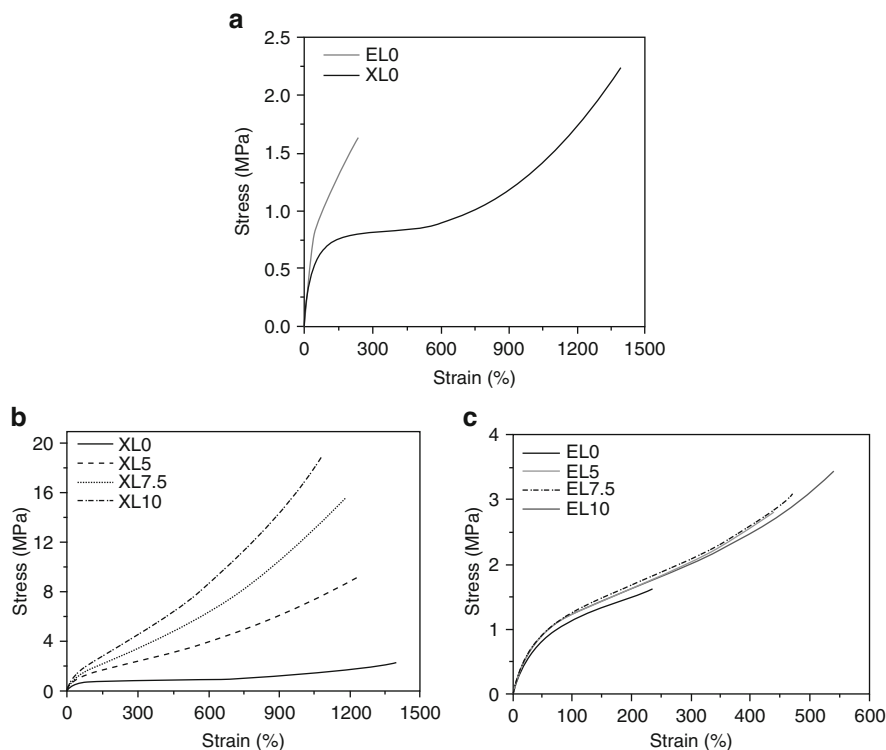 a
2.5
2.0
1.5
1.0
0.5
0.0
Stress (MPa)
EL0
XL0
0 300 600 900 1200 1500
Strain (%)
b
20
16
12
8
4
0
Stress (MPa)
XL0
XL5
XL7.5
XL10
0 300 600 900 1200 1500
Strain (%)
c
4
3
2
1
0
Stress (MPa)
EL0
EL5
EL7.5
EL10
0 100 200 300 400 500 600
Strain (%)